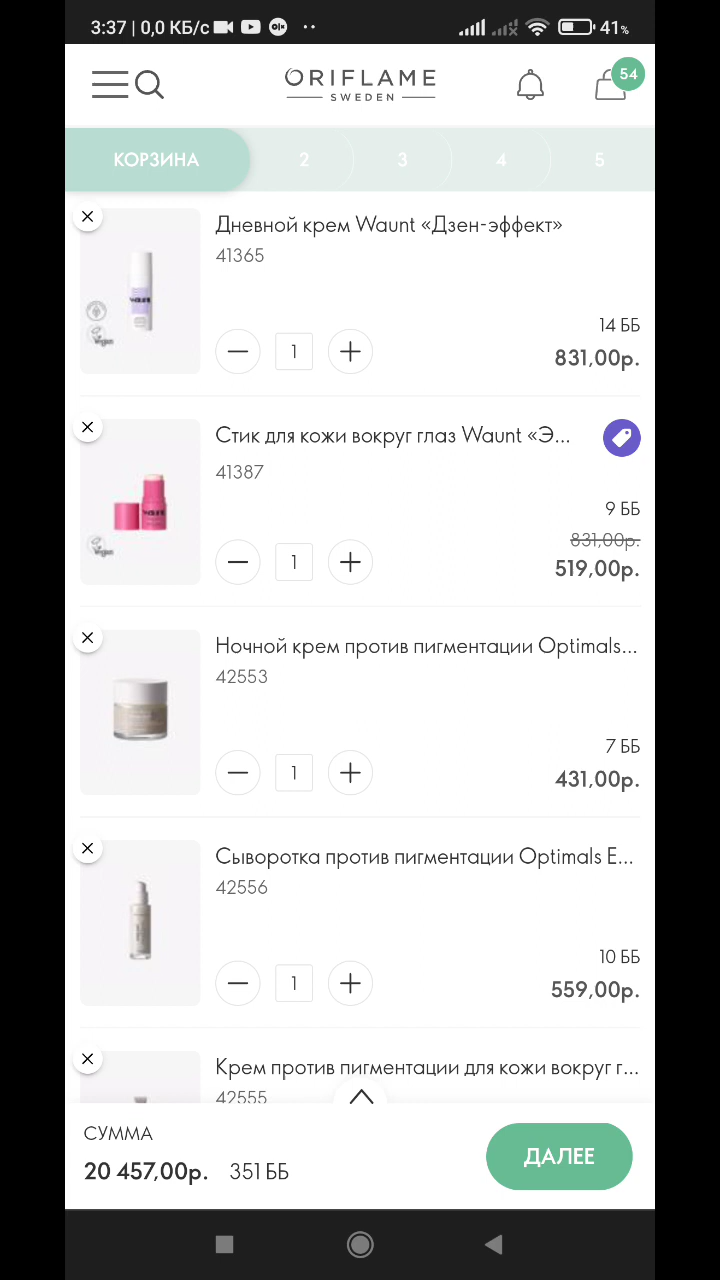 3:37 | 0,0 КБ/с 41%
ORIFLAME
SWEDEN
54
КОРЗИНА 2 3 4 5
Дневной крем Waunt «Дзен-эффект»
41365
14 ББ
1
831,00р.
Стик для кожи вокруг глаз Waunt «Э...
41387
9 ББ
831,00р.
1
519,00р.
Ночной крем против пигментации Optimals...
42553
7 ББ
1
431,00р.
Сыворотка против пигментации Optimals E...
42556
10 ББ
1
559,00р.
Крем против пигментации для кожи вокруг г...
42555
СУММА
20 457,00р. 351 ББ
ДАЛЕЕ